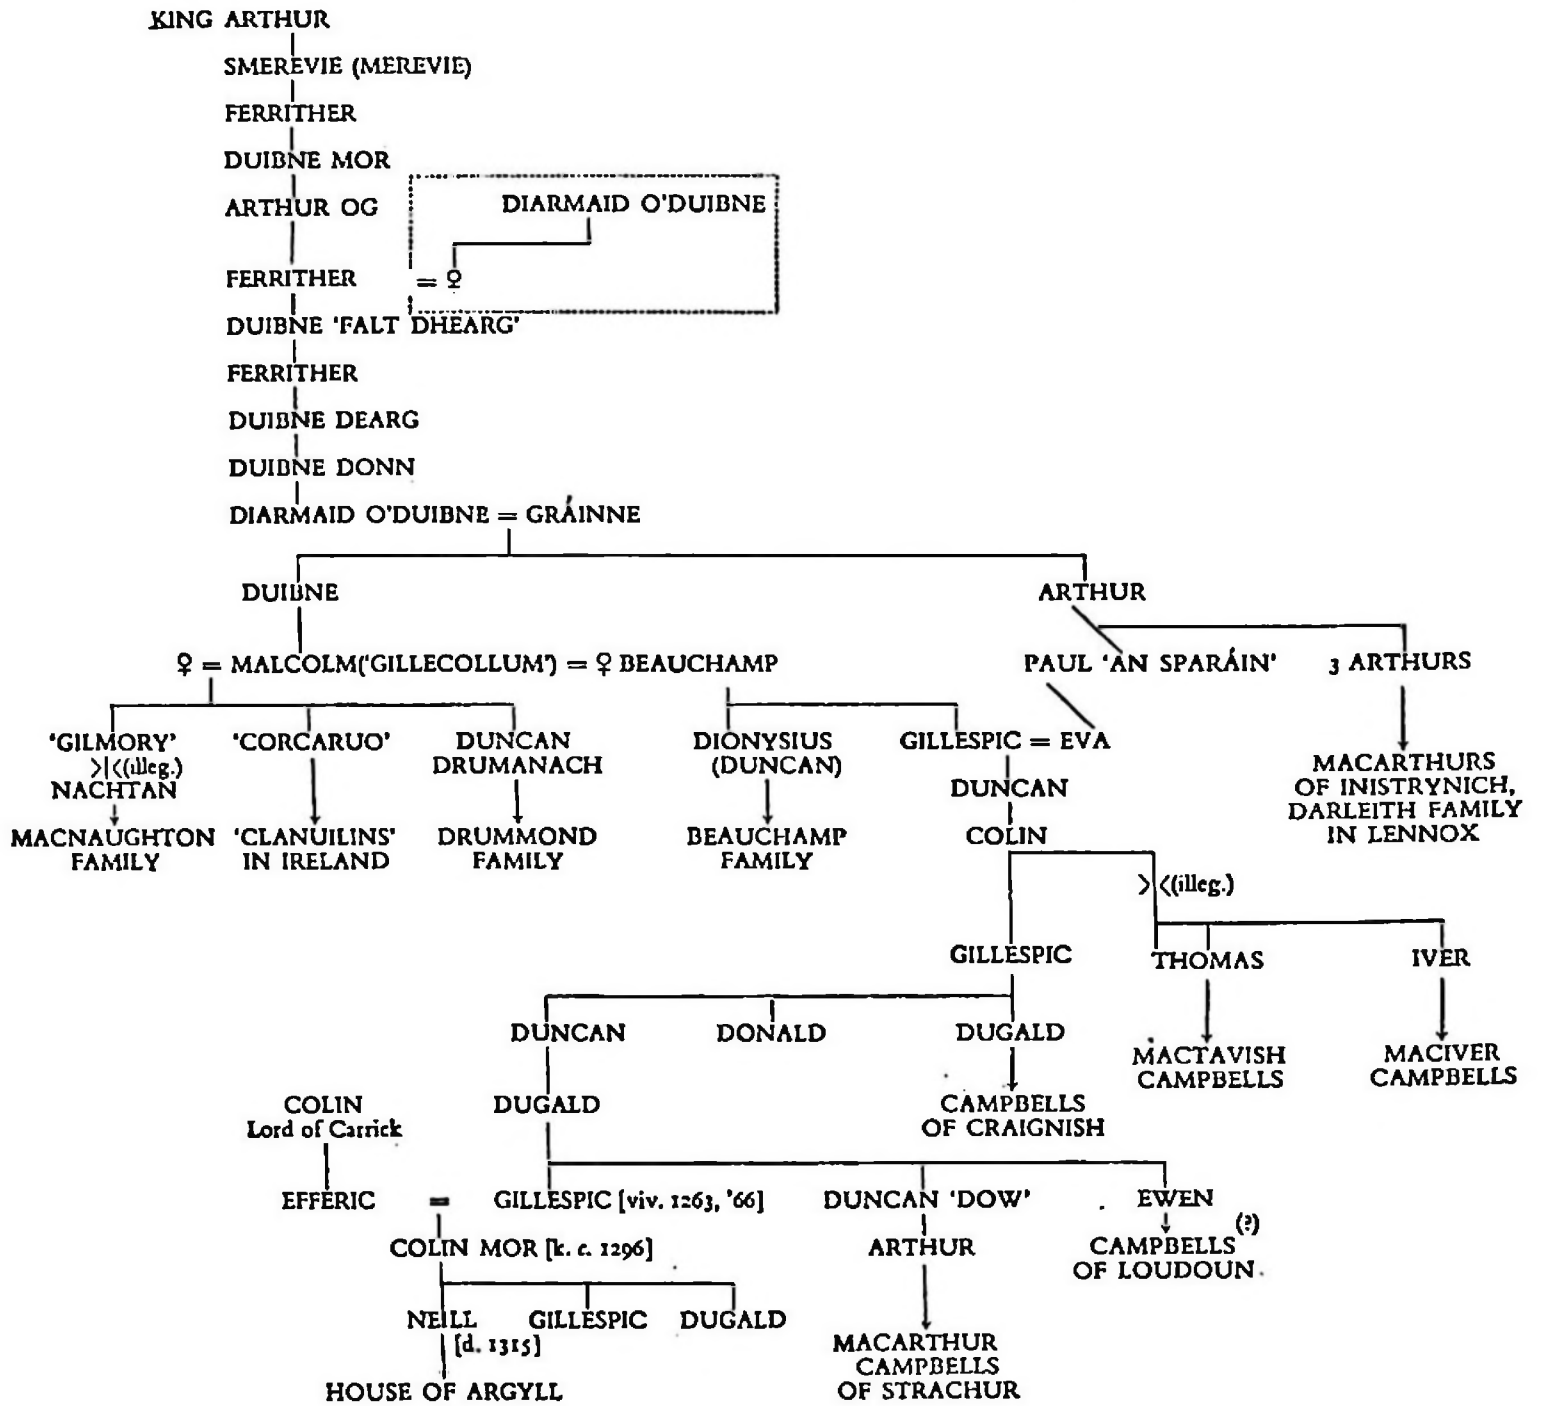 KING ARTHUR
SMEREVIE (MEREVIE)
FERRITHER
DUIBNE MOR
ARTHUR OG
DIARMAID O'DUIBNE
FERRITHER = ♀
DUIBNE 'FALT DHEARG'
FERRITHER
DUIBNE DEARG
DUIBNE DONN
DIARMAID O'DUIBNE = GRÁINNE
DUIBNE ARTHUR
♀ = MALCOLM('GILLECOLLUM') = ♀ BEAUCHAMP PAUL 'AN SPARÁIN' 3 ARTHURS
'GILMORY' 'CORCARUO' DUNCAN DIONYSIUS GILLESPIC = EVA
>|<(illeg.) DRUMANACH (DUNCAN) MACARTHURS
NACHTAN DUNCAN OF INISTRYNICH,
DARLEITH FAMILY
MACNAUGHTON 'CLANUILINS' DRUMMOND BEAUCHAMP COLIN IN LENNOX
FAMILY IN IRELAND FAMILY FAMILY
> <(illeg.)
GILLESPIC THOMAS IVER
DUNCAN DONALD DUGALD
MACTAVISH MACIVER
CAMPBELLS CAMPBELLS
COLIN DUGALD CAMPBELLS
Lord of Carrick OF CRAIGNISH
EFFERIC = GILLESPIC [viv. 1263, '66] DUNCAN 'DOW' EWEN
(?)
COLIN MOR [k. c. 1296] ARTHUR CAMPBELLS
OF LOUDOUN
NEILL GILLESPIC DUGALD
[d. 1315] MACARTHUR
CAMPBELLS
HOUSE OF ARGYLL OF STRACHUR